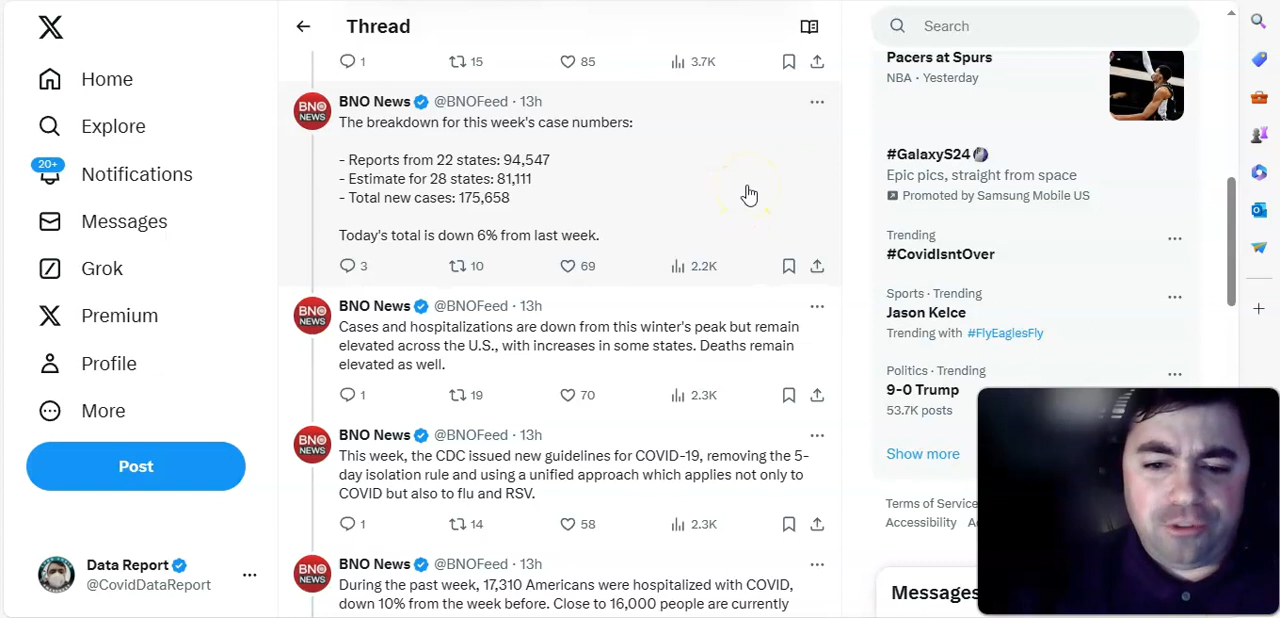 Home
Explore
20+
Notifications
Messages
Grok
Premium
Profile
More
Post
Data Report
@CovidDataReport
Thread
1 15 85 3.7K
BNO NEWS
BNO News @BNOFeed · 13h
The breakdown for this week's case numbers:
- Reports from 22 states: 94,547
- Estimate for 28 states: 81,111
- Total new cases: 175,658
Today's total is down 6% from last week.
3 10 69 2.2K
BNO NEWS
BNO News @BNOFeed · 13h
Cases and hospitalizations are down from this winter's peak but remain
elevated across the U.S., with increases in some states. Deaths remain
elevated as well.
1 19 70 2.3K
BNO NEWS
BNO News @BNOFeed · 13h
This week, the CDC issued new guidelines for COVID-19, removing the 5-
day isolation rule and using a unified approach which applies not only to
COVID but also to flu and RSV.
1 14 58 2.3K
BNO NEWS
BNO News @BNOFeed · 13h
During the past week, 17,310 Americans were hospitalized with COVID,
down 10% from the week before. Close to 16,000 people are currently
Search
Pacers at Spurs
NBA · Yesterday
#GalaxyS24
Epic pics, straight from space
Promoted by Samsung Mobile US
Trending
#CovidIsntOver
Sports · Trending
Jason Kelce
Trending with #FlyEaglesFly
Politics · Trending
9-0 Trump
53.7K posts
Show more
Terms of Service
Accessibility
Messages